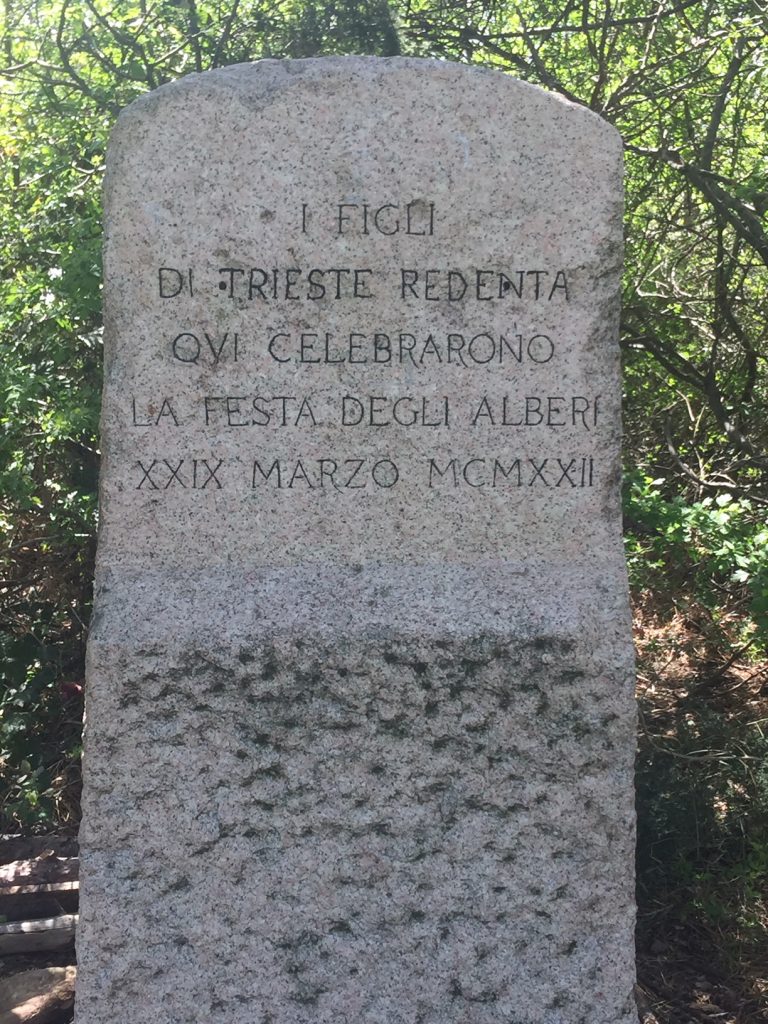 I FIGLI
DI TRIESTE REDENTA
QVI CELEBRARONO
LA FESTA DEGLI ALBERI
XXIX MARZO MCMXXII